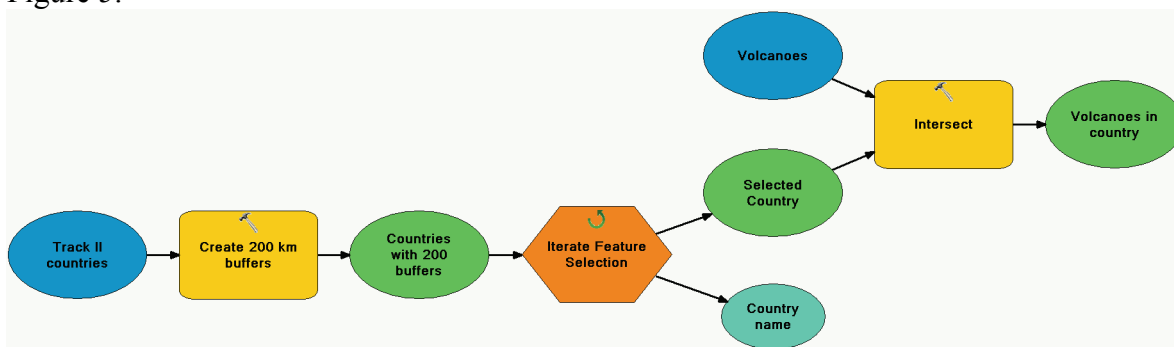 Figure 3.
Volcanoes
Intersect
Volcanoes in
country
Selected
Country
Track II
countries
Create 200 km
buffers
Countries
with 200
buffers
Iterate Feature
Selection
Country
name